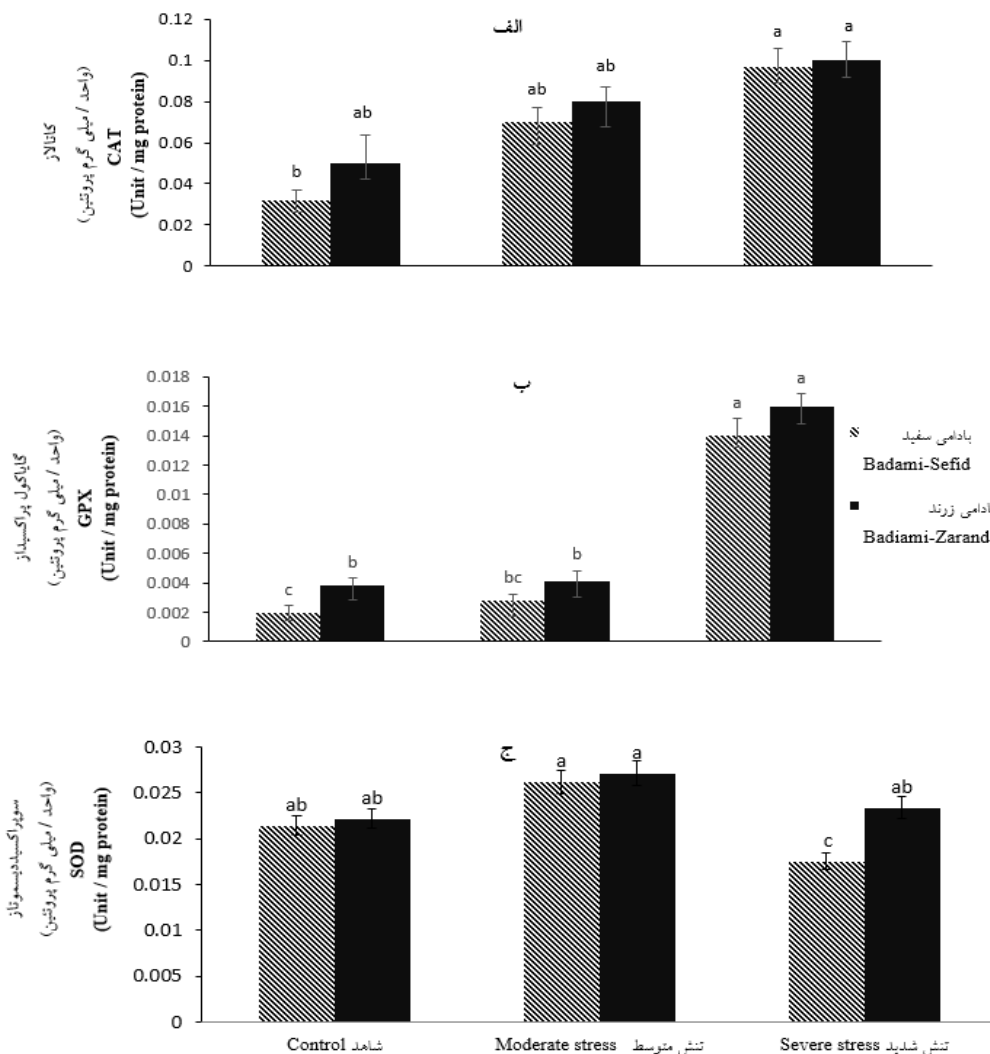 الف
0.12
0.1
0.08
0.06
0.04
0.02
0
کاتالاز
(واحد / میلی گرم پروتئین)
CAT
(Unit / mg protein)
b
ab
ab
ab
a
a
ب
0.018
0.016
0.014
0.012
0.01
0.008
0.006
0.004
0.002
0
گایاکول پراکسیداز
(واحد / میلی گرم پروتئین)
GPX
(Unit / mg protein)
c
b
bc
b
a
a
بادامی سفید
Badami-Sefid
ادامی زرند
Badiami-Zarand
ج
0.03
0.025
0.02
0.015
0.01
0.005
0
سوپراکسیددیسموتاز
(واحد / میلی گرم پروتئین)
SOD
(Unit / mg protein)
ab
ab
a
a
c
ab
Control شاهد
Moderate stress تنش متوسط
Severe stress تنش شدید